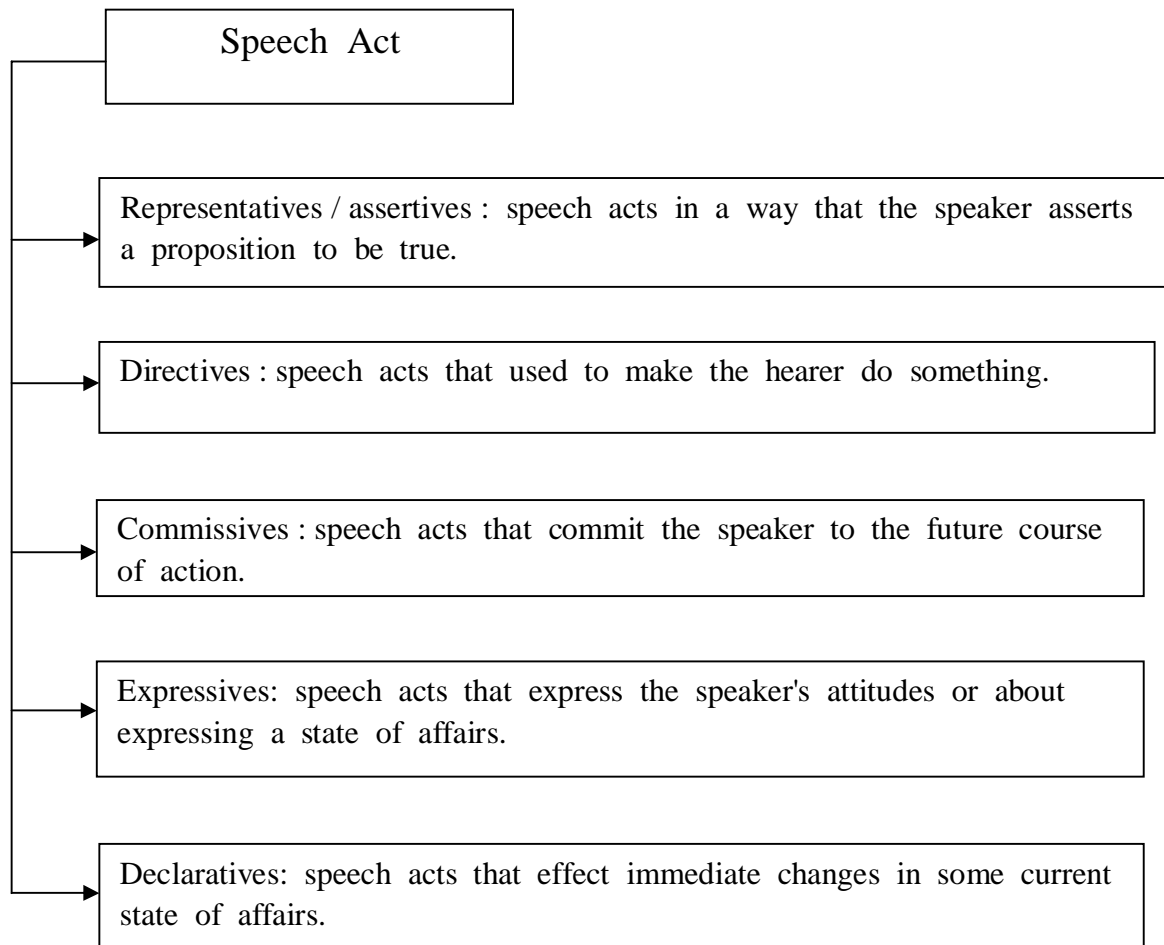 Speech Act
Representatives / assertives : speech acts in a way that the speaker asserts
a proposition to be true.
Directives : speech acts that used to make the hearer do something.
Commissives : speech acts that commit the speaker to the future course
of action.
Expressives: speech acts that express the speaker's attitudes or about
expressing a state of affairs.
Declaratives: speech acts that effect immediate changes in some current
state of affairs.